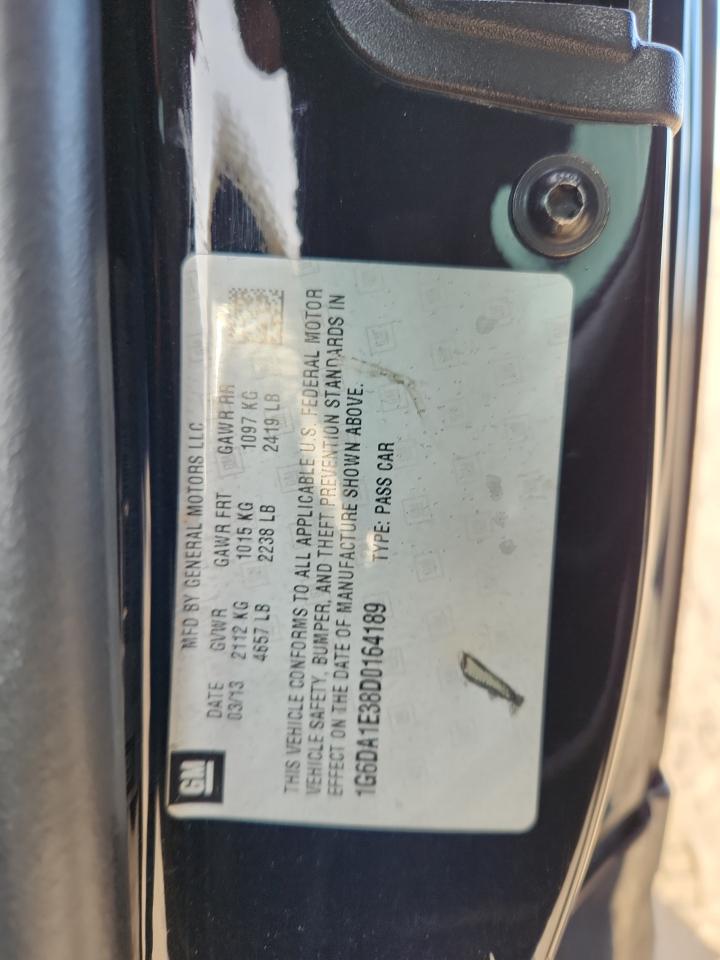 GM
MFD BY GENERAL MOTORS LLC
DATE GVWR GAWR FRT GAWR RR
03/13 2112 KG 1015 KG 1097 KG
4657 LB 2238 LB 2419 LB
THIS VEHICLE CONFORMS TO ALL APPLICABLE U.S. FEDERAL MOTOR
VEHICLE SAFETY, BUMPER, AND THEFT PREVENTION STANDARDS IN
EFFECT ON THE DATE OF MANUFACTURE SHOWN ABOVE.
1G6DA1E38D0164189 TYPE: PASS CAR